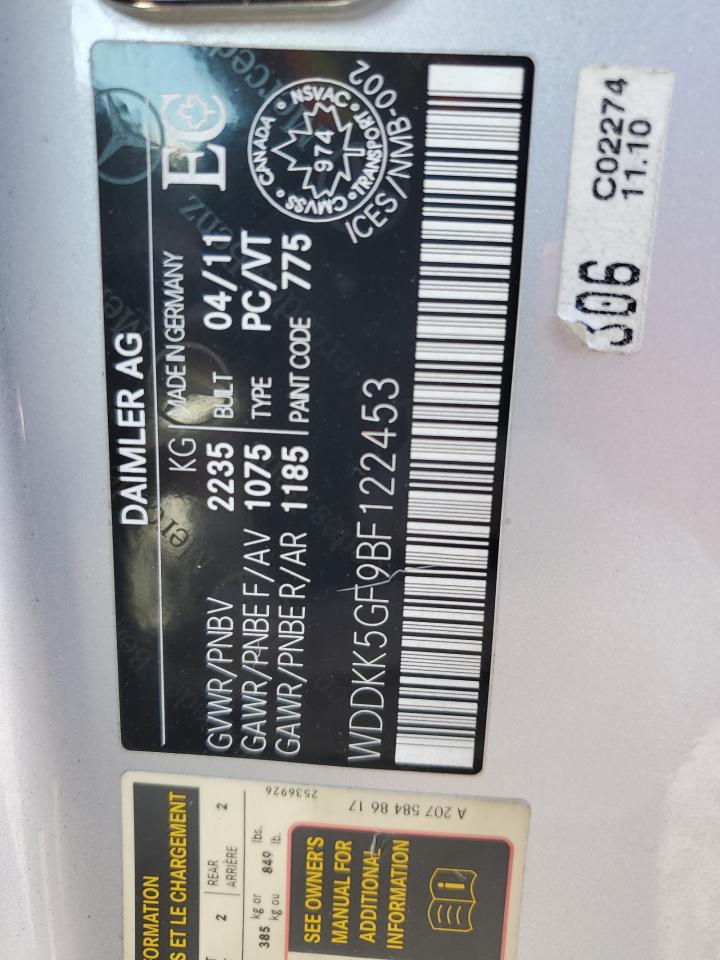 DAIMLER AG
KG
MADE IN GERMANY
GVWR/PNBV 2235 BUILT 04/11
GAWR/PNBE F/AV 1075 TYPE PC/VT
GAWR/PNBE R/AR 1185 PAINT CODE 775
EC
CANADA • NSVAC • TRANSPORT • CMVSS •
974
ICES/NMB-002
WDDKK5GF9BF122453
306
C02274
11.10
ORMATION
S ET LE CHARGEMENT
2 REAR 2
ARRIÈRE
385 kg or 849 lbs.
kg ou lb.
SEE OWNER'S
MANUAL FOR
ADDITIONAL
INFORMATION
2536926
A 207 584 86 17